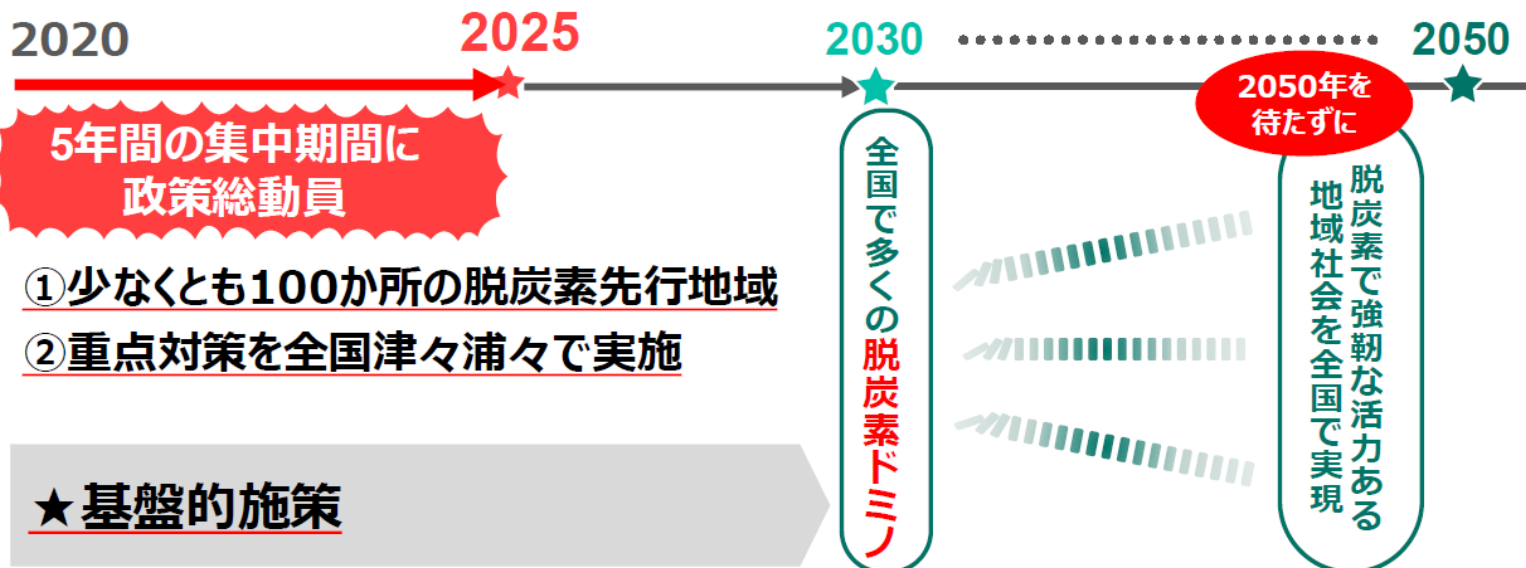 2020
2025
2030
2050
5年間の集中期間に
政策総動員
①少なくとも100か所の脱炭素先行地域
②重点対策を全国津々浦々で実施
★基盤的施策
全国で多くの脱炭素ドミノ
2050年を
待たずに
脱炭素で強靭な活力ある
地域社会を全国で実現